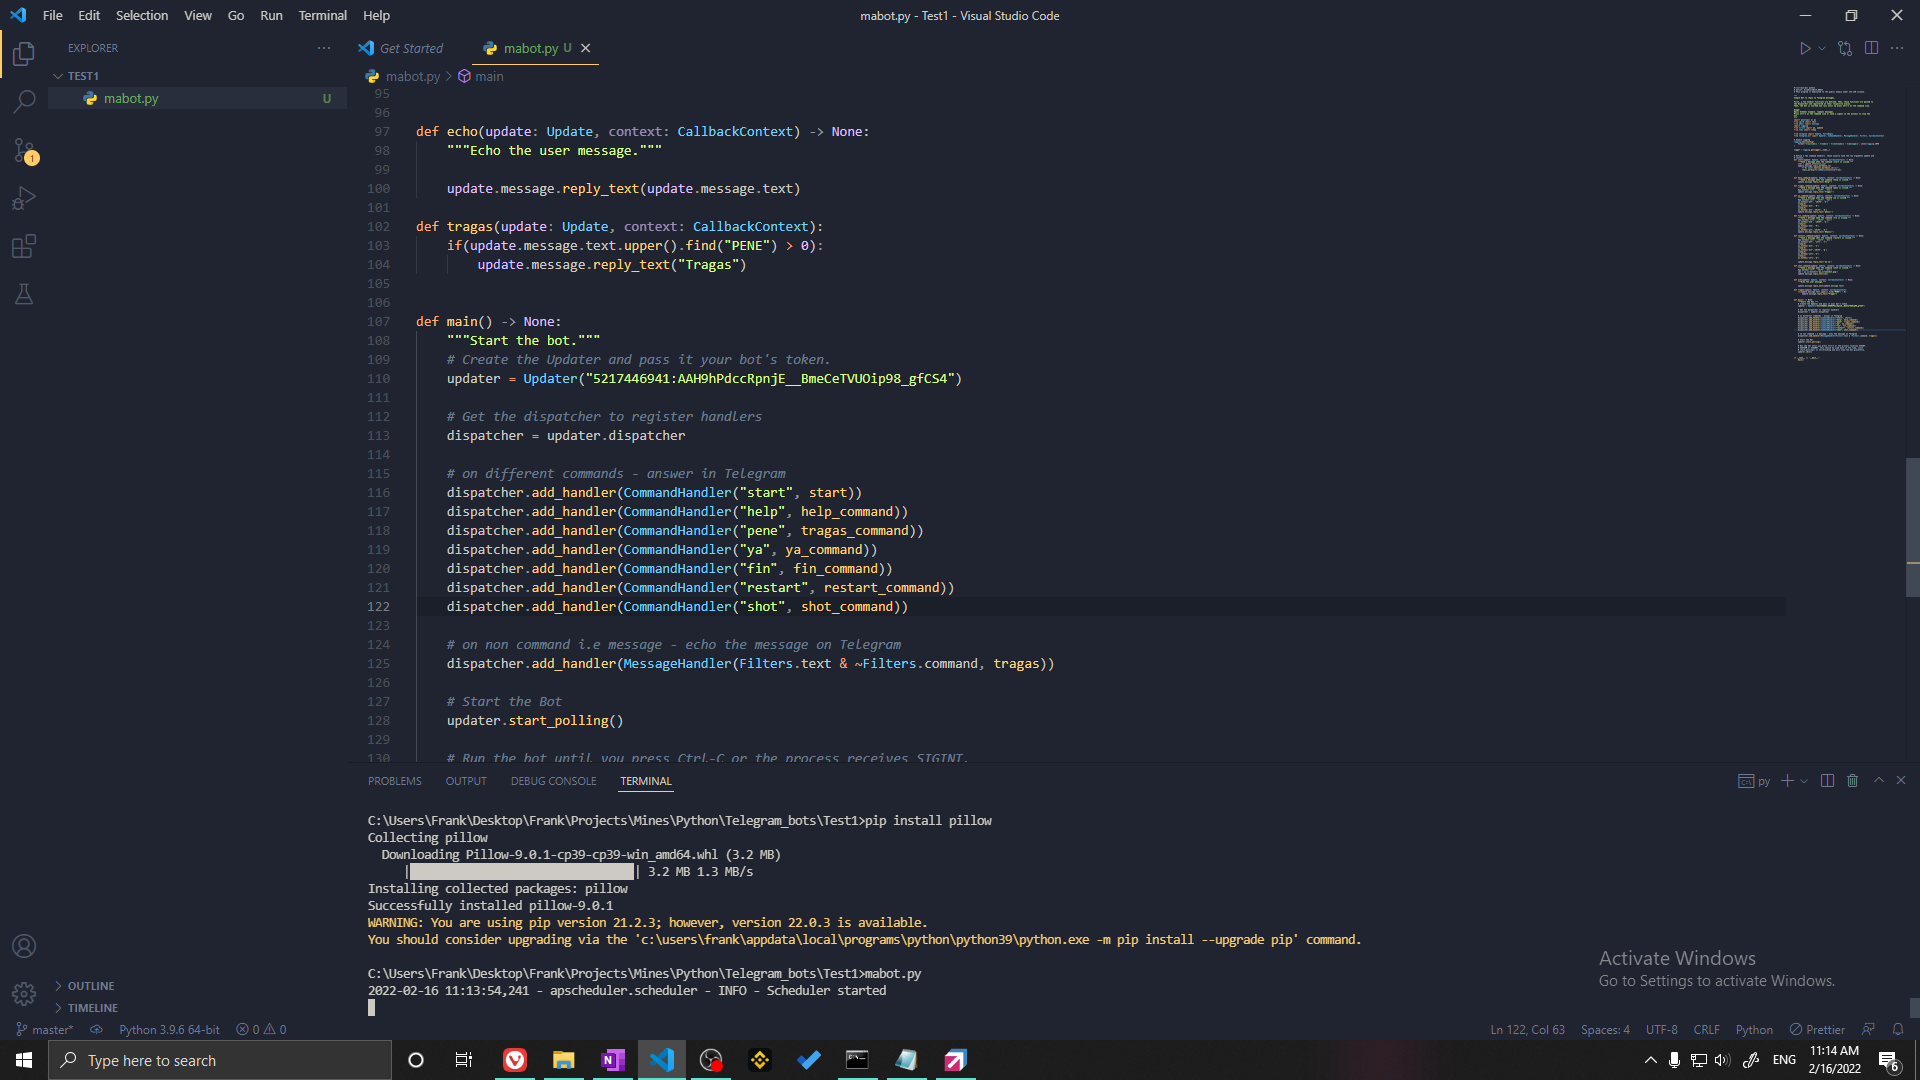 File Edit Selection View Go Run Terminal Help
mabot.py - Test1 - Visual Studio Code
EXPLORER
Get Started
mabot.py U
TEST1
mabot.py > main
mabot.py U
95
96
97 def echo(update: Update, context: CallbackContext) -> None:
98 """Echo the user message."""
99
100 update.message.reply_text(update.message.text)
101
102 def tragas(update: Update, context: CallbackContext):
103 if(update.message.text.upper().find("PENE") > 0):
104 update.message.reply_text("Tragas")
105
106
107 def main() -> None:
108 """Start the bot."""
109 # Create the Updater and pass it your bot's token.
110 updater = Updater("5217446941:AAH9hPdccRpnjE__BmeCeTVUOip98_gfCS4")
111
112 # Get the dispatcher to register handlers
113 dispatcher = updater.dispatcher
114
115 # on different commands - answer in Telegram
116 dispatcher.add_handler(CommandHandler("start", start))
117 dispatcher.add_handler(CommandHandler("help", help_command))
118 dispatcher.add_handler(CommandHandler("pene", tragas_command))
119 dispatcher.add_handler(CommandHandler("ya", ya_command))
120 dispatcher.add_handler(CommandHandler("fin", fin_command))
121 dispatcher.add_handler(CommandHandler("restart", restart_command))
122 dispatcher.add_handler(CommandHandler("shot", shot_command))
123
124 # on non command i.e message - echo the message on Telegram
125 dispatcher.add_handler(MessageHandler(Filters.text & ~Filters.command, tragas))
126
127 # Start the Bot
128 updater.start_polling()
129
130 # Run the bot until you press Ctrl-C or the process receives SIGINT,
PROBLEMS OUTPUT DEBUG CONSOLE TERMINAL
py
C:\Users\Frank\Desktop\Frank\Projects\Mines\Python\Telegram_bots\Test1>pip install pillow
Collecting pillow
Downloading Pillow-9.0.1-cp39-cp39-win_amd64.whl (3.2 MB)
| | 3.2 MB 1.3 MB/s
Installing collected packages: pillow
Successfully installed pillow-9.0.1
WARNING: You are using pip version 21.2.3; however, version 22.0.3 is available.
You should consider upgrading via the 'c:\users\frank\appdata\local\programs\python\python39\python.exe -m pip install --upgrade pip' command.
C:\Users\Frank\Desktop\Frank\Projects\Mines\Python\Telegram_bots\Test1>mabot.py
2022-02-16 11:13:54,241 - apscheduler.scheduler - INFO - Scheduler started
Activate Windows
Go to Settings to activate Windows.
OUTLINE
TIMELINE
master* Python 3.9.6 64-bit 0 0
Ln 122, Col 63 Spaces: 4 UTF-8 CRLF Python Prettier
Type here to search
ENG
11:14 AM
2/16/2022
6
1